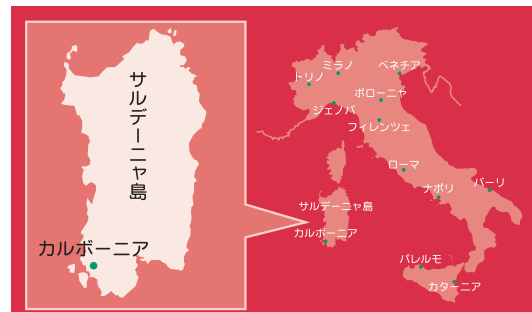 サルデーニャ島
カルボーニア
ミラノ
ベネチア
トリノ
ボローニャ
ジェノバ
フィレンツェ
ローマ
ナポリ
バーリ
サルデーニャ島
カルボーニア
パレルモ
カターニア